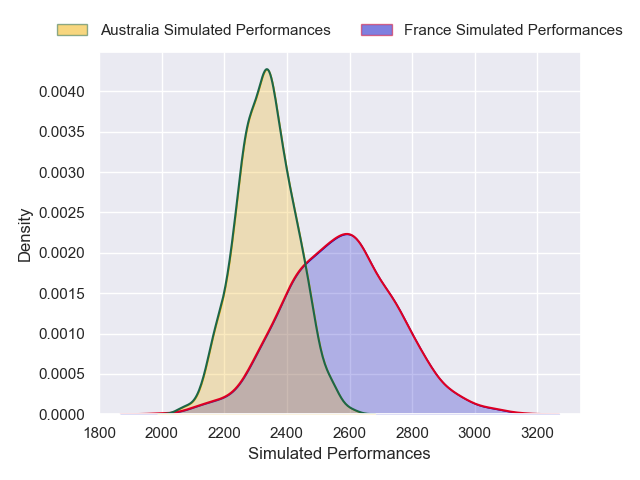 Australia Simulated Performances France Simulated Performances
0.0040
0.0035
0.0030
0.0025
0.0020
0.0015
0.0010
0.0005
0.0000
Density
1800 2000 2200 2400 2600 2800 3000 3200
Simulated Performances